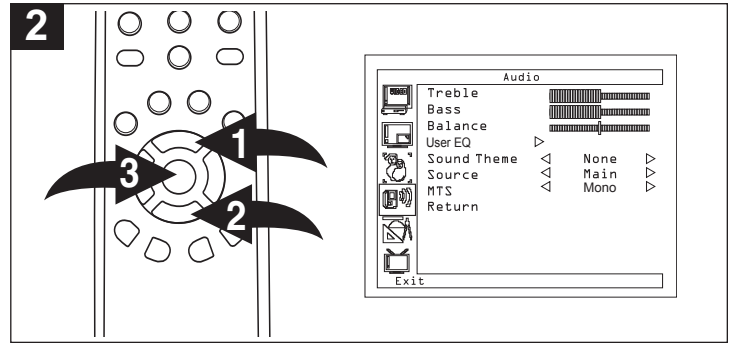 2
1
3
2
Audio
Treble
Bass
Balance
User EQ
Sound Theme None
Source Main
MTS Mono
Return
Exit